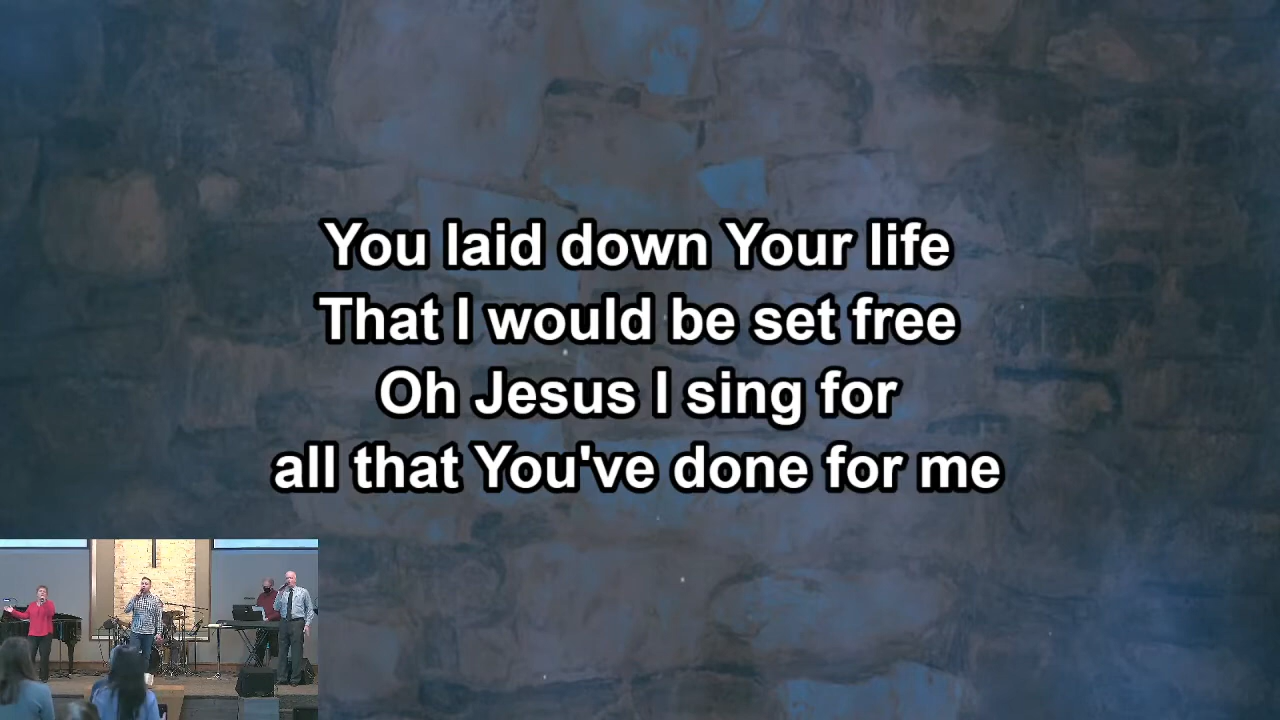 You laid down Your life
That I would be set free
Oh Jesus I sing for
all that You've done for me